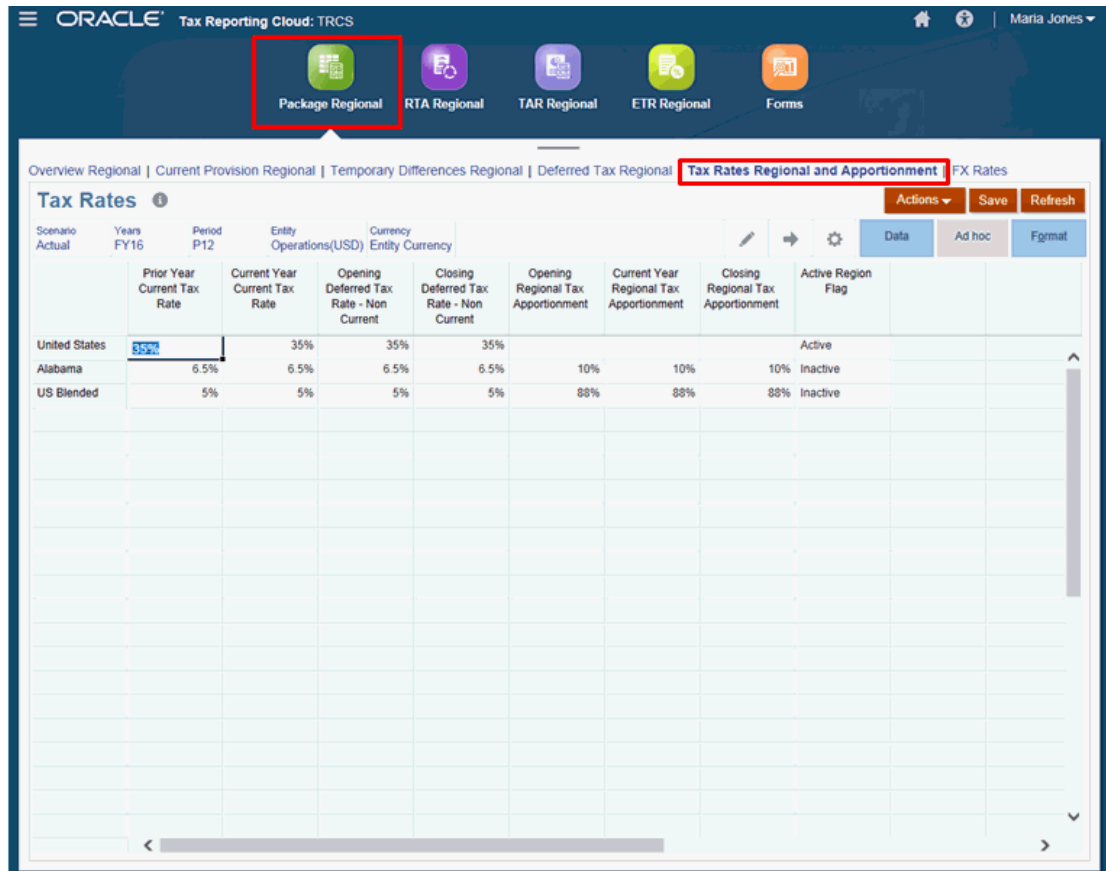 ORACLE Tax Reporting Cloud: TRCS Maria Jones
Package Regional RTA Regional TAR Regional ETR Regional Forms
Overview Regional | Current Provision Regional | Temporary Differences Regional | Deferred Tax Regional | Tax Rates Regional and Apportionment | FX Rates
Tax Rates Actions Save Refresh
Scenario Years Period Entity Currency
Actual FY16 P12 Operations(USD) Entity Currency Data Ad hoc Format
Prior Year Current Year Opening Closing Opening Current Year Closing Active Region
Current Tax Current Tax Deferred Tax Deferred Tax Regional Tax Regional Tax Regional Tax Flag
Rate Rate Rate - Non Rate - Non Apportionment Apportionment Apportionment
Current Current
United States 35% 35% 35% 35% Active
Alabama 6.5% 6.5% 6.5% 6.5% 10% 10% 10% Inactive
US Blended 5% 5% 5% 5% 88% 88% 88% Inactive